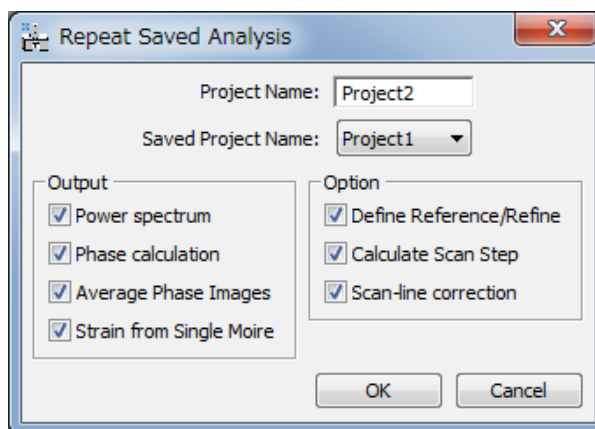 Repeat Saved Analysis
Project Name: Project2
Saved Project Name: Project1
Output
Power spectrum
Phase calculation
Average Phase Images
Strain from Single Moire
Option
Define Reference/Refine
Calculate Scan Step
Scan-line correction
OK Cancel